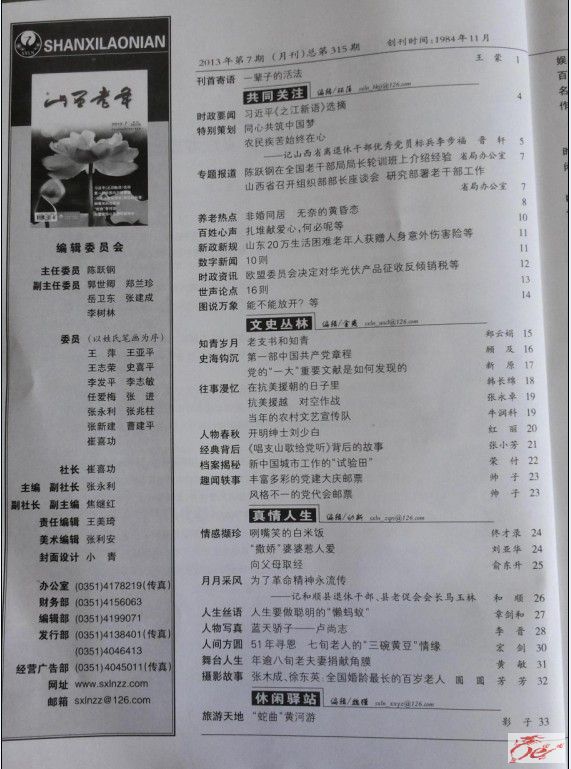 SHANXILAONIAN
山西老年
编辑委员会
主任委员 陈跃钢
副主任委员 郭世卿 郑兰珍
岳卫东 张建成
李树林
委员 (以姓氏笔画为序)
王萍 王亚平
王志荣 史喜平
李发平 李志敏
任爱梅 张进
张永利 张兆柱
张新建 曹建平
崔喜功
社长 崔喜功
主编 副社长 张永利
副社长 副主编 焦继红
责任编辑 王美琦
美术编辑 张利安
封面设计 小青
办公室 (0351)4178219(传真)
财务部 (0351)4156063
编辑部 (0351)4199071
发行部 (0351)4138401(传真)
(0351)4046413
经营广告部 (0351)4045011(传真)
网址 www.sxlnzz.com
邮箱 sxlnzz@126.com
2013年第7期(月刊)总第315期 创刊时间:1984年11月
刊首寄语 一辈子的活法 王蒙 1
共同关注
时政要闻 习近平《之江新语》选摘 4
特别策划 同心共筑中国梦
农民疾苦始终在心
——记山西省离退休干部优秀党员标兵李步福 晋轩 5
专题报道 陈跃钢在全国老干部局局长轮训班上介绍经验 省局办公室 7
山西省召开组织部部长座谈会 研究部署老干部工作
省局办公室 7
养老热点 非婚同居 无奈的黄昏恋 8
百姓心声 扎堆献爱心,何必呢等 10
新政新规 山东20万生活困难老年人获赠人身意外伤害险等 11
数字新闻 10则 11
时政资讯 欧盟委员会决定对华光伏产品征收反倾销税等 12
世声论点 16则 13
图说万象 能不能放开?等 14
文史丛林
知青岁月 老支书和知青 郑云娟 15
史海钩沉 第一部中国共产党章程 顾及 16
党的“一大”重要文献是如何发现的 新原 17
往事漫忆 在抗美援朝的日子里 韩长绵 18
抗美援越 对空作战 张永卓 19
当年的农村文艺宣传队 牛润科 19
人物春秋 开明绅士刘少白 红丽 20
经典背后 《唱支山歌给党听》背后的故事 张小芳 21
档案揭秘 新中国城市工作的“试验田” 荣竹 22
趣闻轶事 丰富多彩的党建大庆邮票 帅子 23
风格不一的党代会邮票 帅子 23
真情人生
情感撷珍 咧嘴笑的白米饭 佟才录 24
“撒娇”婆婆惹人爱 刘亚华 24
向父母取经 俞东升 25
月月采风 为了革命精神永流传
——记和顺县退休干部、县老促会会长马玉林 和顺 26
人生丝语 人生要做聪明的“懒蚂蚁” 章剑和 27
人物写真 蓝天骄子——卢尚志 李晋 28
人间方圆 51年寻恩 七旬老人的“三碗黄豆”情缘 宏剑 30
舞台人生 年逾八旬老夫妻捐献角膜 黄敏 31
摄影故事 张木成、徐东英:全国婚龄最长的百岁老人 圆圆 芳芳 32
休闲驿站
旅游天地 “蛇曲”黄河游 影子 33